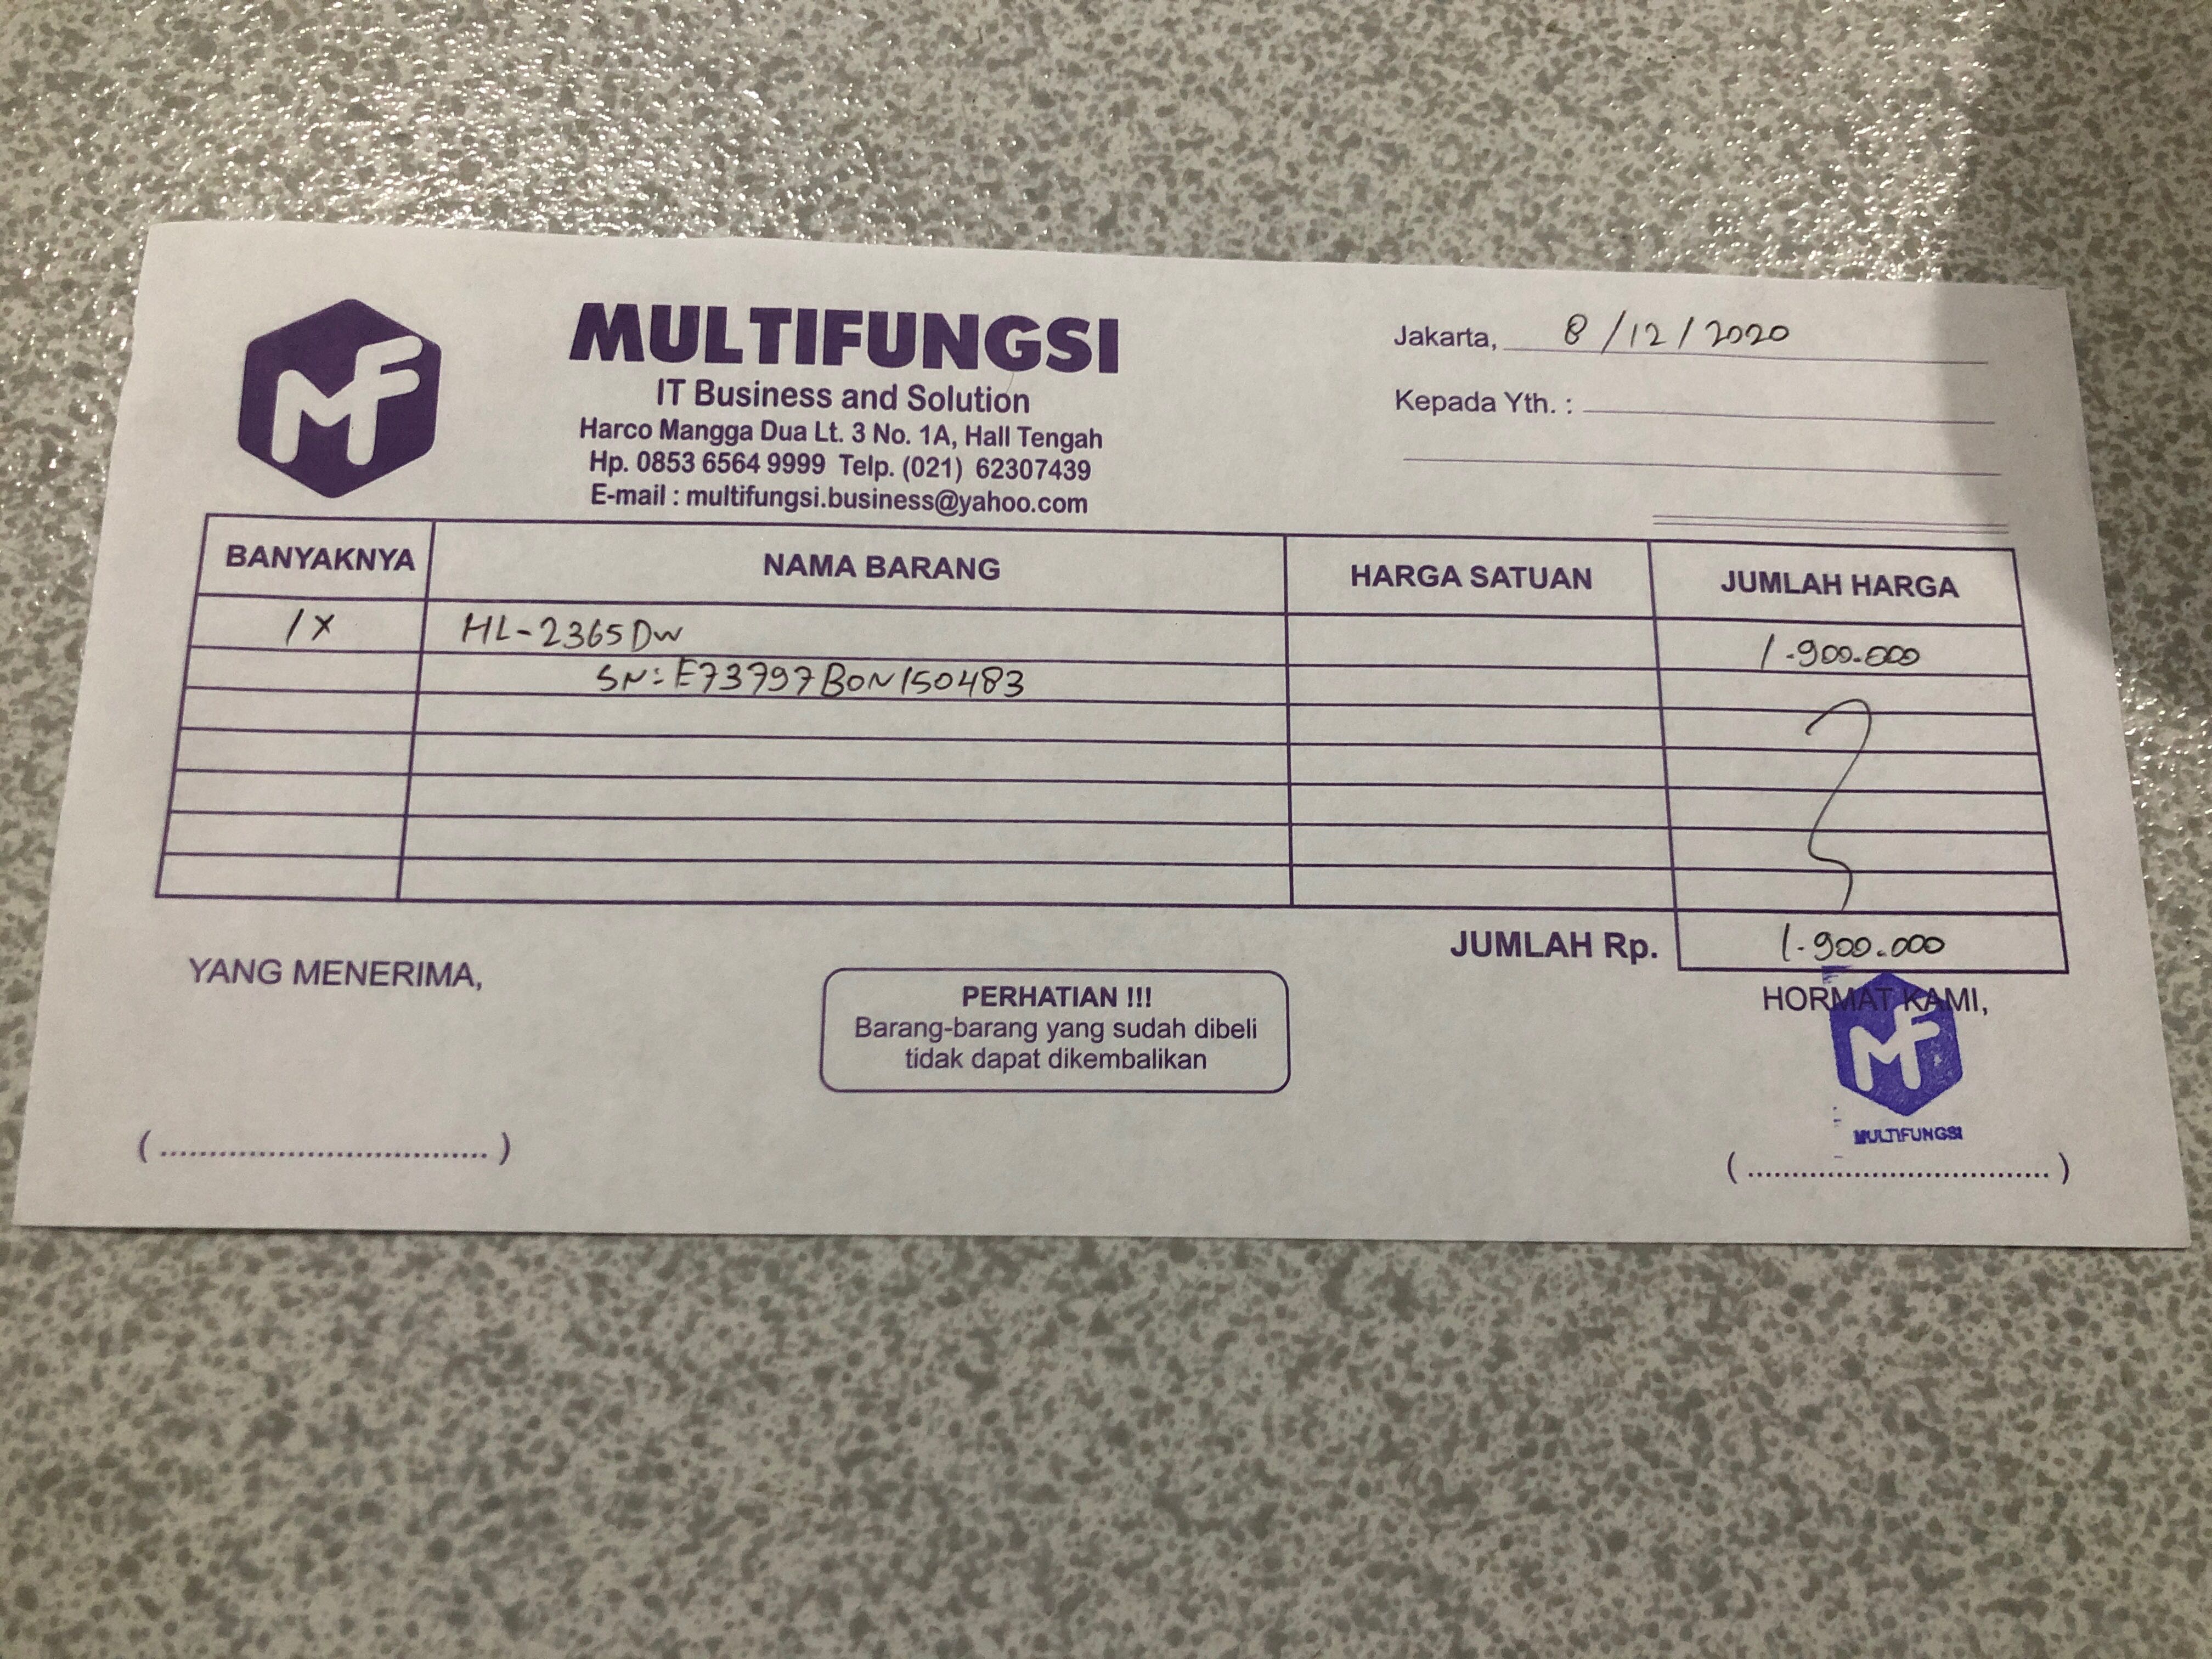 MF
MULTIFUNGSI
IT Business and Solution
Harco Mangga Dua Lt. 3 No. 1A, Hall Tengah
Hp. 0853 6564 9999 Telp. (021) 62307439
E-mail : multifungsi.business@yahoo.com
Jakarta, 8/12/2020
Kepada Yth. :
BANYAKNYA NAMA BARANG HARGA SATUAN JUMLAH HARGA
1X HL-2365DW 1.900.000
SN: E73797B0N150483
JUMLAH Rp. 1.900.000
YANG MENERIMA,
PERHATIAN !!!
Barang-barang yang sudah dibeli
tidak dapat dikembalikan
HORMAT KAMI,
MF
MULTIFUNGSI
(..................................) (..................................)